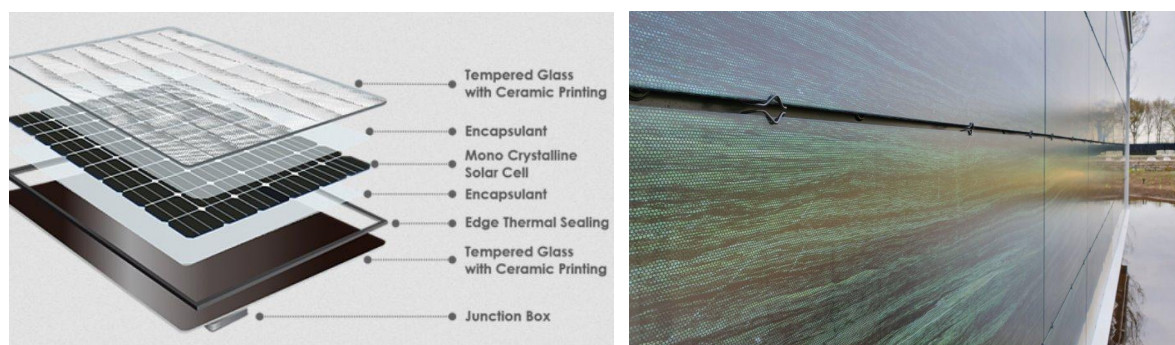 Tempered Glass
with Ceramic Printing
Encapsulant
Mono Crystalline
Solar Cell
Encapsulant
Edge Thermal Sealing
Tempered Glass
with Ceramic Printing
Junction Box